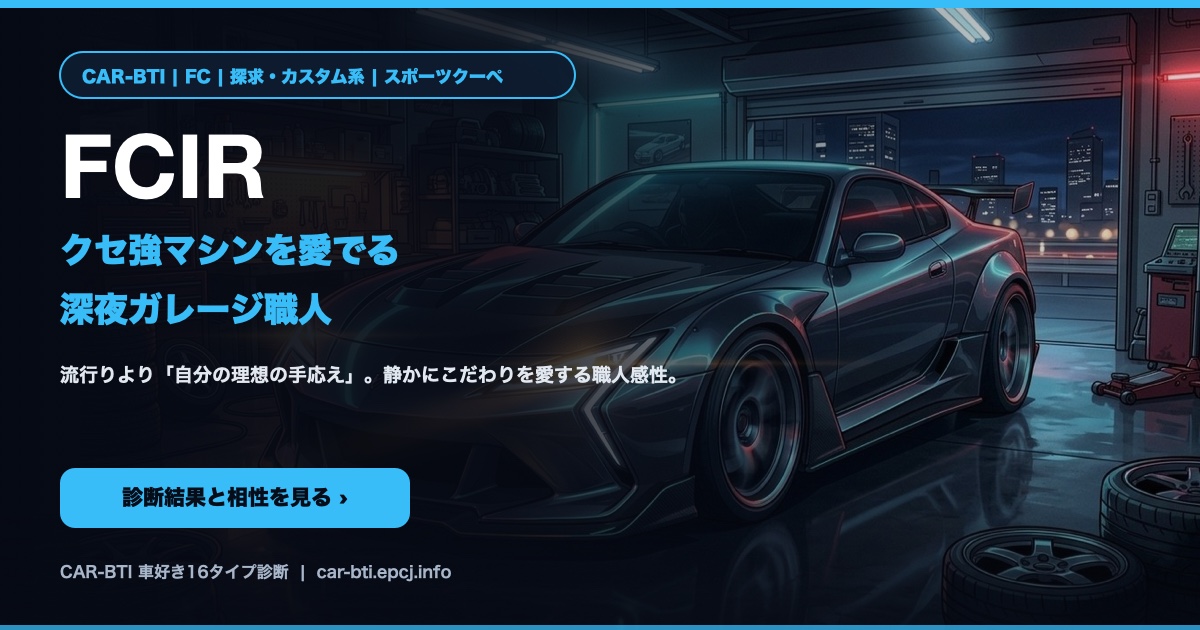 CAR-BTI | FC | 探求・カスタム系 | スポーツクーペ
FCIR
クセ強マシンを愛でる
深夜ガレージ職人
流行りより「自分の理想の手応え」。静かにこだわりを愛する職人感性。
診断結果と相性を見る ›
CAR-BTI 車好き16タイプ診断 | car-bti.epcj.info